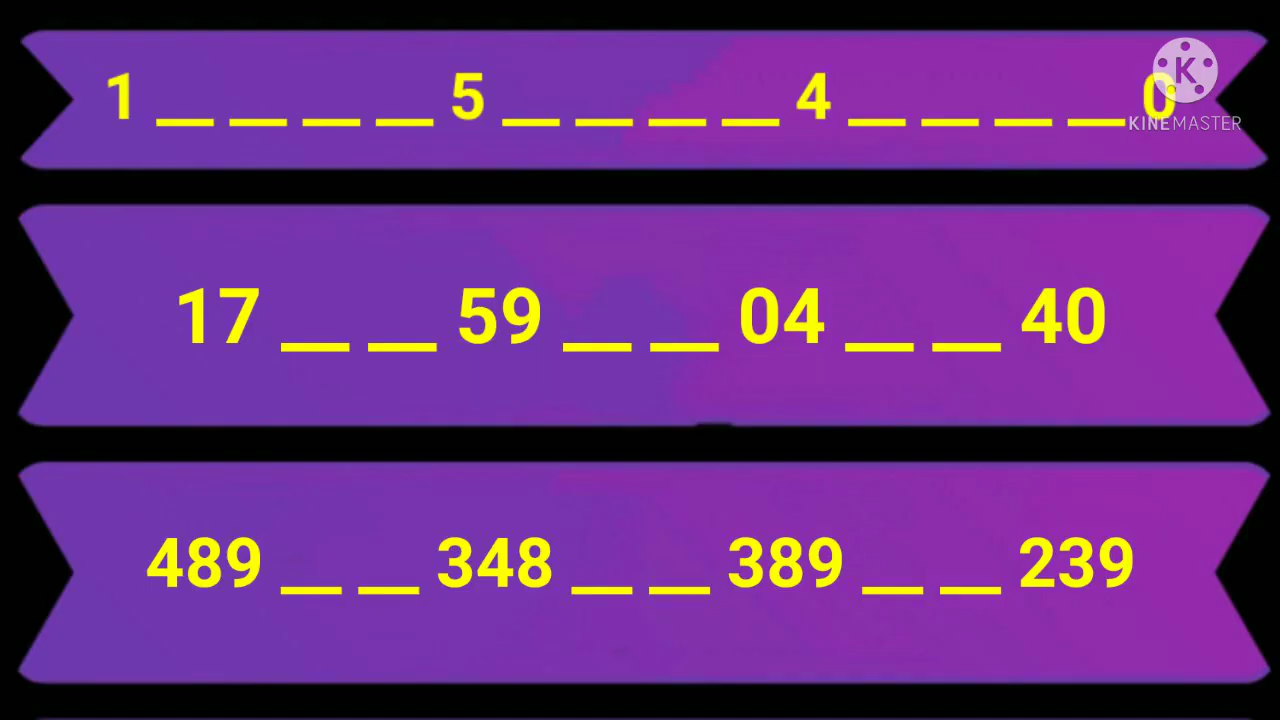 1 __ __ __ __ 5 __ __ __ __ 4 __ __ __ __ 0
K
KINEMASTER
17 __ __ 59 __ __ 04 __ __ 40
489 __ __ 348 __ __ 389 __ __ 239